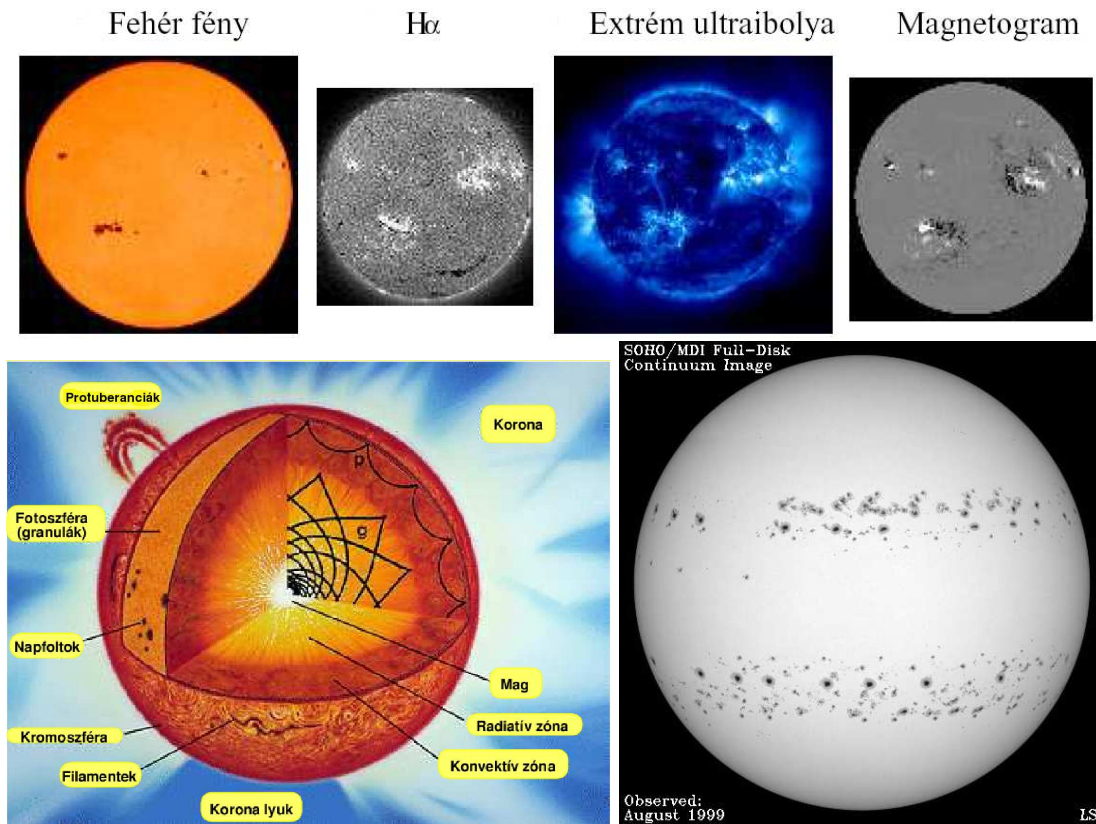 Fehér fény
Hα
Extrém ultraibolya
Magnetogram
Protuberanciák
Korona
p
Fotoszféra
(granulák)
g
Napfoltok
Mag
Radiatív zóna
Kromoszféra
Konvektív zóna
Filamentek
Korona lyuk
SOHO/MDI Full-Disk
Continuum Image
Observed:
August 1999
LS